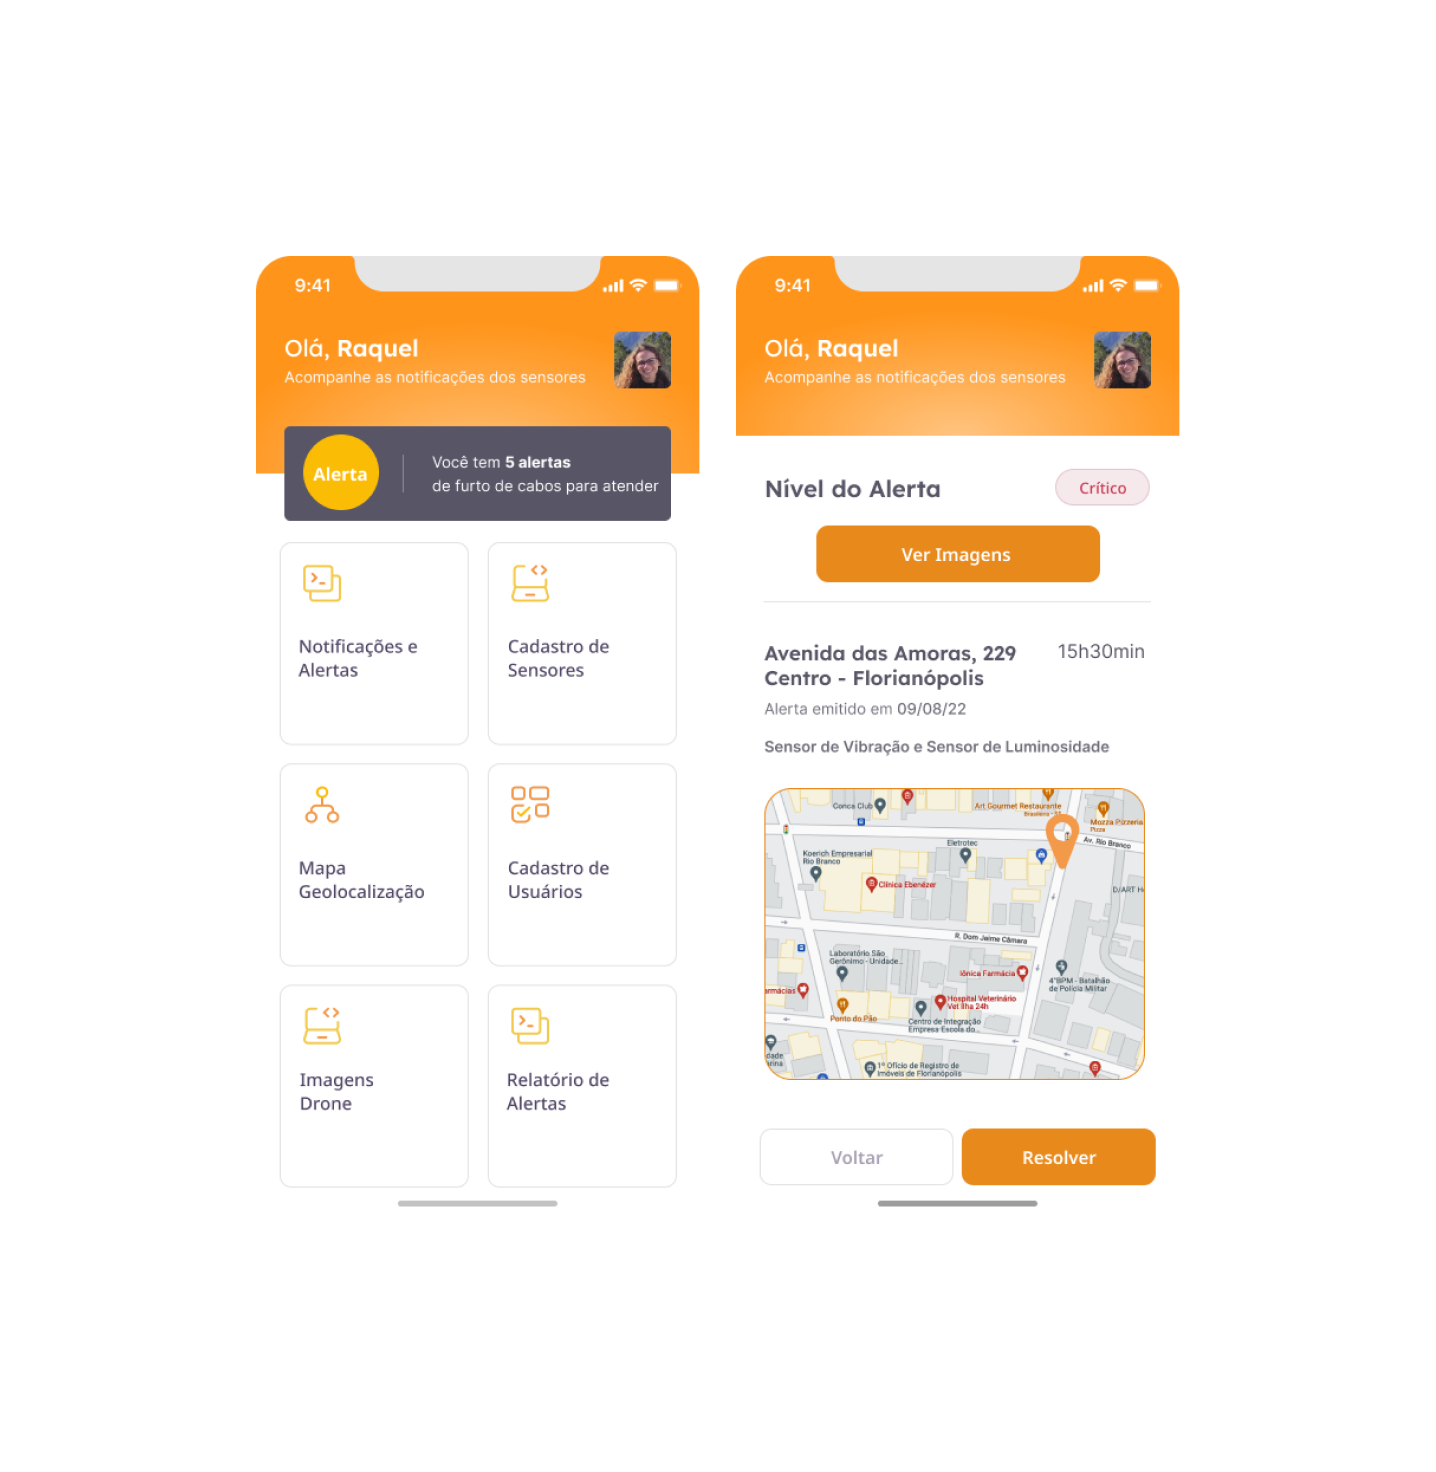 9:41
Olá, Raquel
Acompanhe as notificações dos sensores
Alerta
Você tem 5 alertas
de furto de cabos para atender
Notificações e
Alertas
Cadastro de
Sensores
Mapa
Geolocalização
Cadastro de
Usuários
Imagens
Drone
Relatório de
Alertas
9:41
Olá, Raquel
Acompanhe as notificações dos sensores
Nível do Alerta
Crítico
Ver Imagens
Avenida das Amoras, 229
15h30min
Centro - Florianópolis
Alerta emitido em 09/08/22
Sensor de Vibração e Sensor de Luminosidade
Conca Club
Art Gourmet Restaurante
Mozza Pizzeria
Pizza
Av. Rio Branco
Eletrotec
Koerich Empresarial
Rio Branco
Clínica Ebenézer
D/ART
R. Dom Jaime Câmara
Laboratório São
Gerônimo - Unidade...
Iônica Farmácia
4°BPM - Batalhão
de Polícia Militar
armácias
Hospital Veterinário
Vet Ilha 24h
Ponto do Pão
Centro de Integração
Empresa Escola do...
dade
arina
1º Ofício de Registro de
Imóveis de Florianópolis
Voltar
Resolver